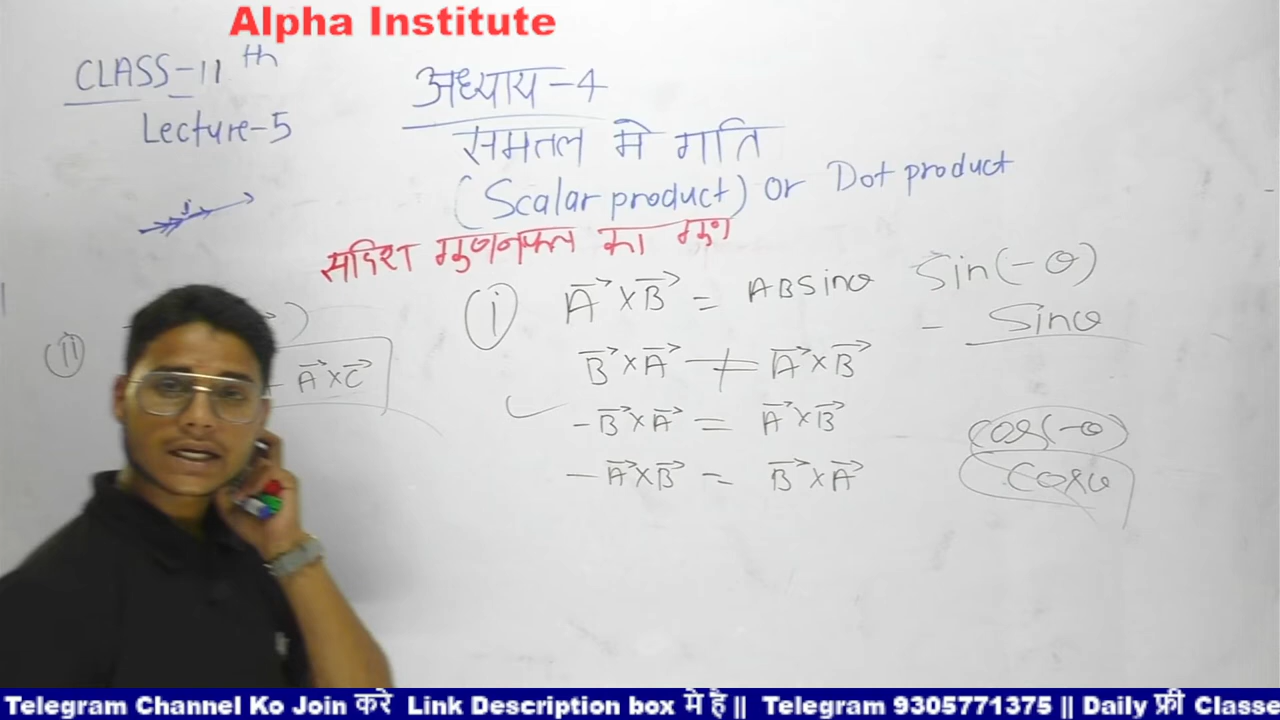 Alpha Institute
CLASS-11th
Lecture-5
अध्याय-4
समतल मे गति
(Scalar product) or Dot product
सदिश गुणनफल का गुण
(i) A⃗ × B⃗ = ABSinθ
Sin(-θ)
- Sinθ
B⃗ × A⃗ ≠ A⃗ × B⃗
-B⃗ × A⃗ = A⃗ × B⃗
-A⃗ × B⃗ = B⃗ × A⃗
cos(-θ)
Cosθ
(ii)
)
A⃗ × C⃗
Telegram Channel Ko Join करे Link Description box मे है || Telegram 9305771375 || Daily फ्री Classe